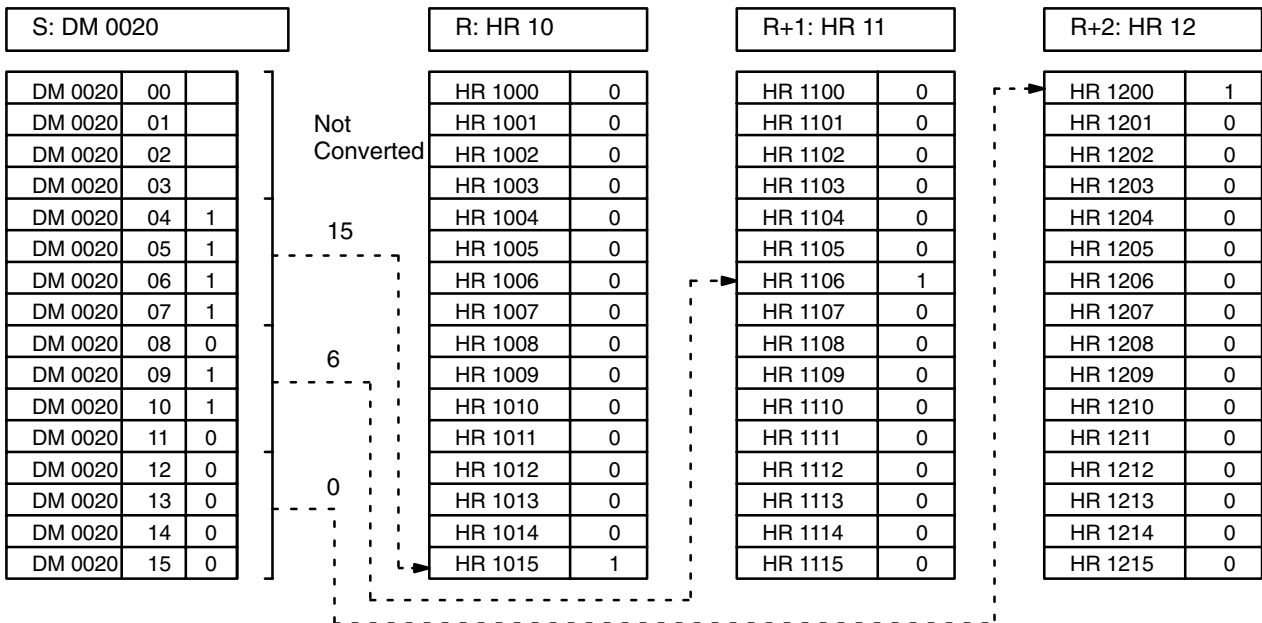 S: DM 0020 R: HR 10 R+1: HR 11 R+2: HR 12
DM 0020 00 HR 1000 0 HR 1100 0 HR 1200 1
DM 0020 01 Not HR 1001 0 HR 1101 0 HR 1201 0
DM 0020 02 Converted HR 1002 0 HR 1102 0 HR 1202 0
DM 0020 03 HR 1003 0 HR 1103 0 HR 1203 0
DM 0020 04 1 15 HR 1004 0 HR 1104 0 HR 1204 0
DM 0020 05 1 HR 1005 0 HR 1105 0 HR 1205 0
DM 0020 06 1 HR 1006 0 HR 1106 1 HR 1206 0
DM 0020 07 1 HR 1007 0 HR 1107 0 HR 1207 0
DM 0020 08 0 6 HR 1008 0 HR 1108 0 HR 1208 0
DM 0020 09 1 HR 1009 0 HR 1109 0 HR 1209 0
DM 0020 10 1 HR 1010 0 HR 1110 0 HR 1210 0
DM 0020 11 0 HR 1011 0 HR 1111 0 HR 1211 0
DM 0020 12 0 0 HR 1012 0 HR 1112 0 HR 1212 0
DM 0020 13 0 HR 1013 0 HR 1113 0 HR 1213 0
DM 0020 14 0 HR 1014 0 HR 1114 0 HR 1214 0
DM 0020 15 0 HR 1015 1 HR 1115 0 HR 1215 0